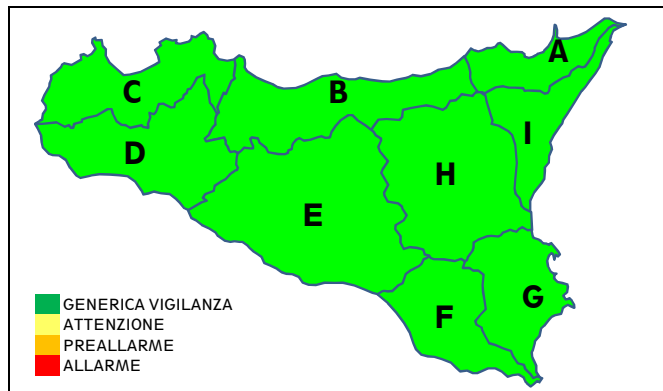 A
C
B
I
D
H
E
G
F
GENERICA VIGILANZA
ATTENZIONE
PREALLARME
ALLARME